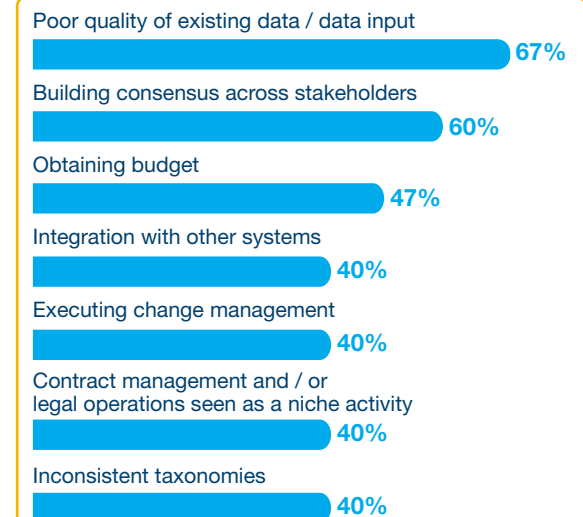 Poor quality of existing data / data input
67%
Building consensus across stakeholders
60%
Obtaining budget
47%
Integration with other systems
40%
Executing change management
40%
Contract management and / or
legal operations seen as a niche activity
40%
Inconsistent taxonomies
40%